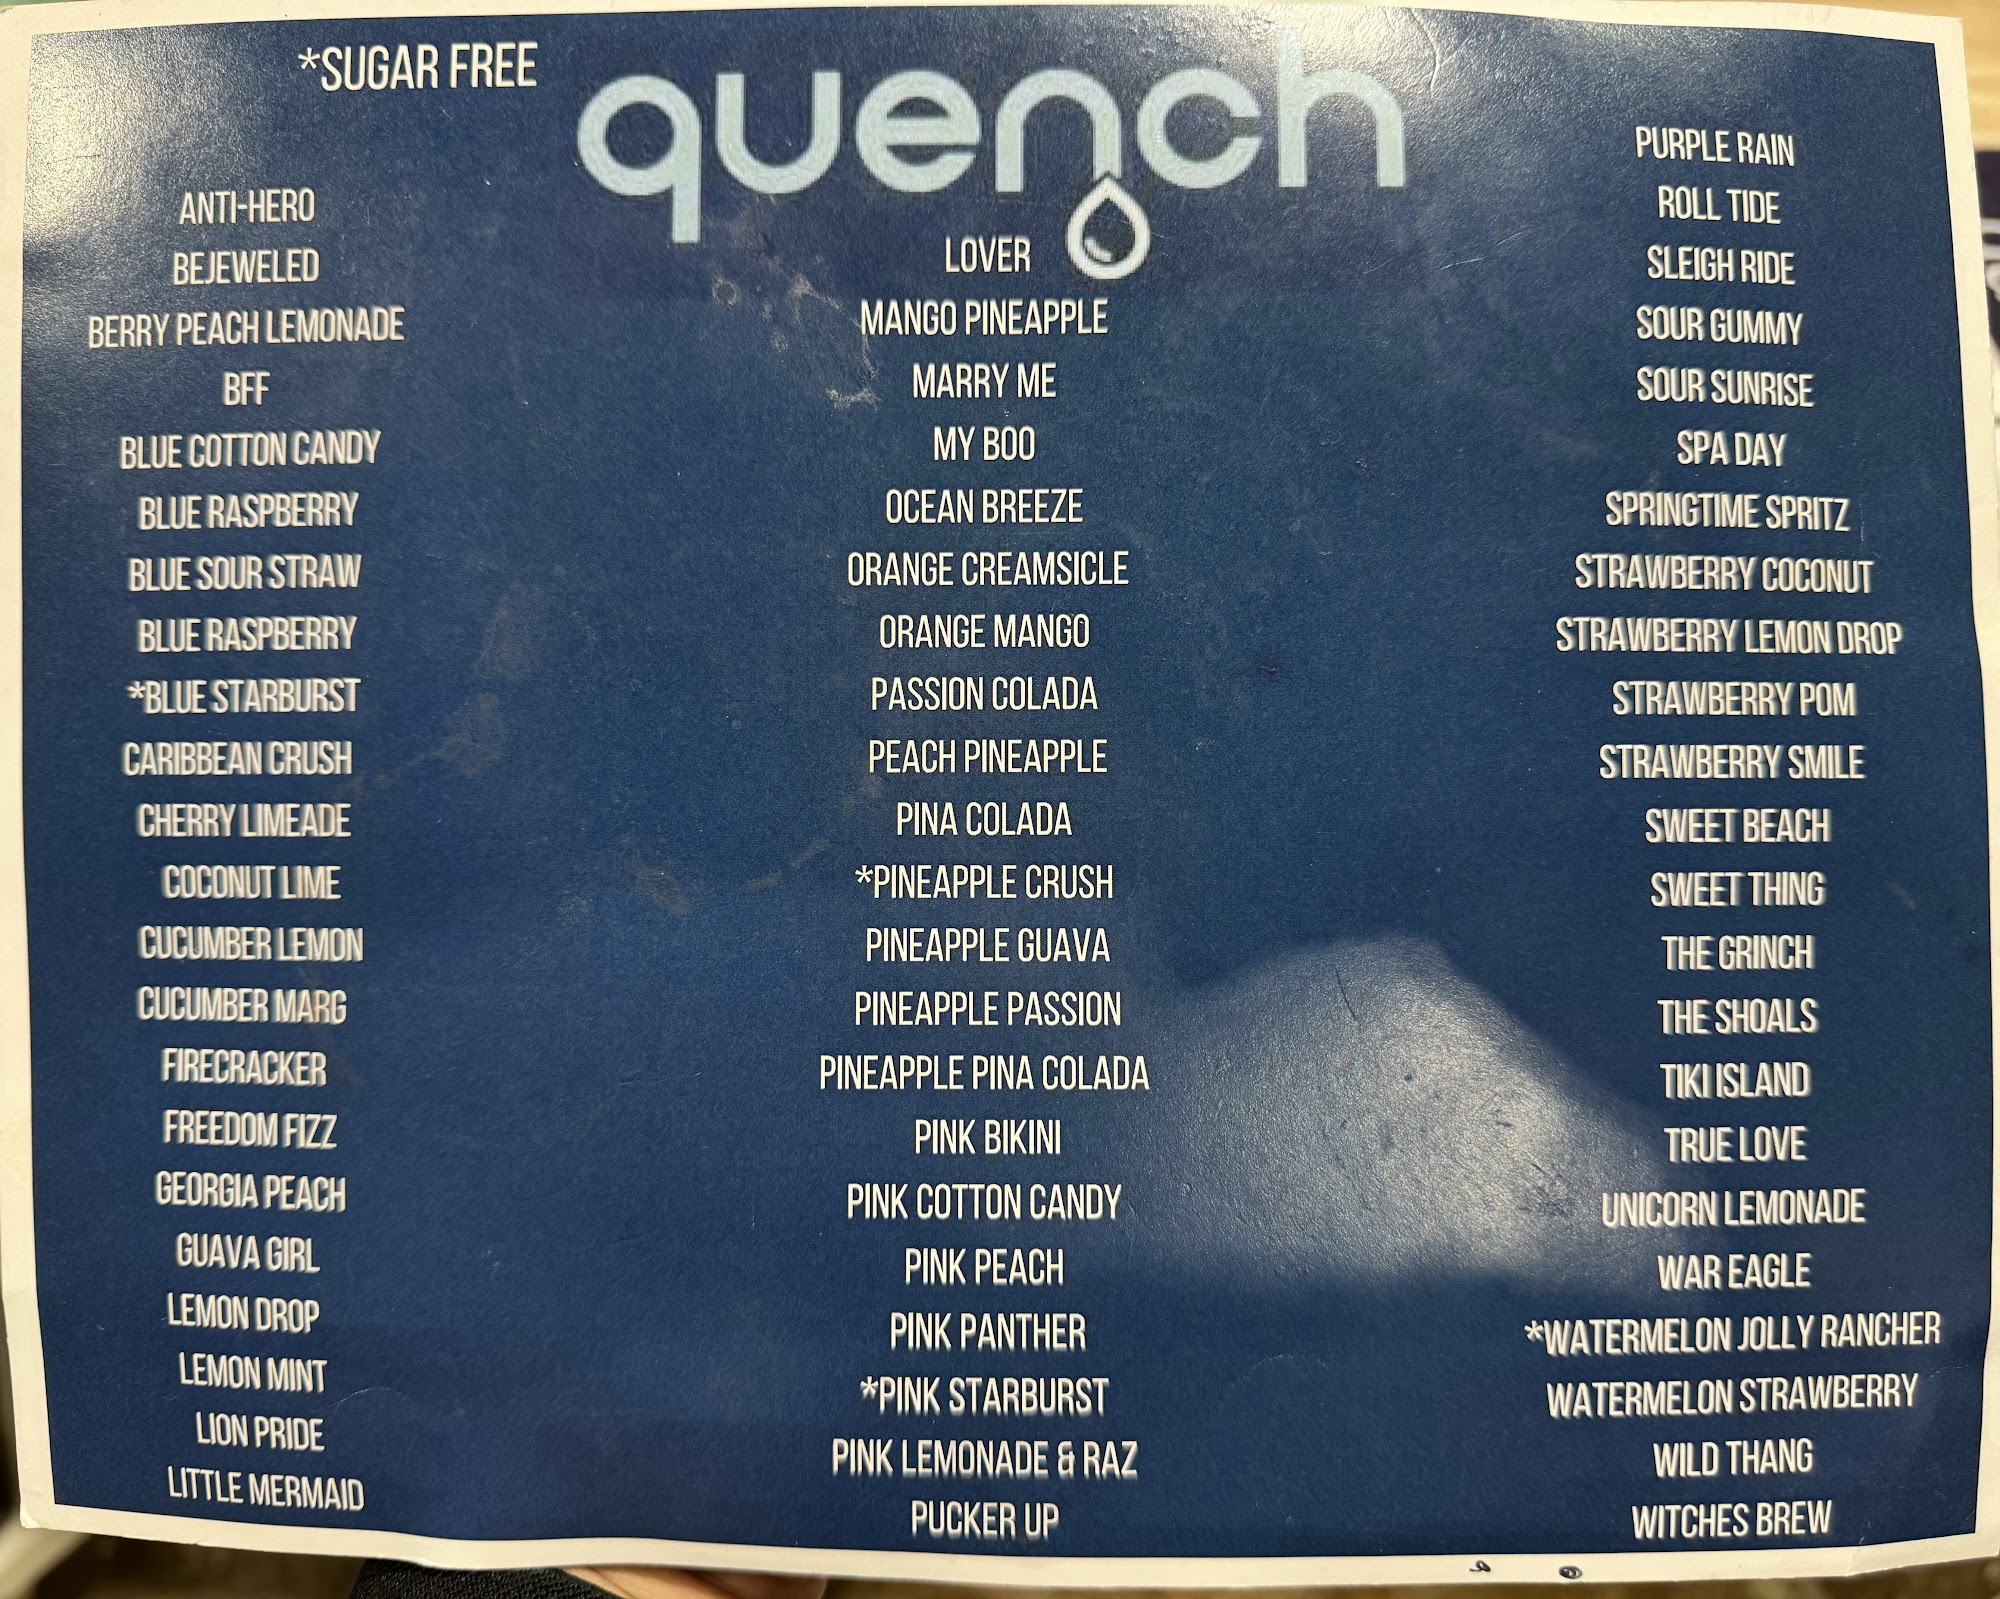 *SUGAR FREE
quench
ANTI-HERO
BEJEWELED
BERRY PEACH LEMONADE
BFF
BLUE COTTON CANDY
BLUE RASPBERRY
BLUE SOUR STRAW
BLUE RASPBERRY
*BLUE STARBURST
CARIBBEAN CRUSH
CHERRY LIMEADE
COCONUT LIME
CUCUMBER LEMON
CUCUMBER MARG
FIRECRACKER
FREEDOM FIZZ
GEORGIA PEACH
GUAVA GIRL
LEMON DROP
LEMON MINT
LION PRIDE
LITTLE MERMAID
LOVER
MANGO PINEAPPLE
MARRY ME
MY BOO
OCEAN BREEZE
ORANGE CREAMSICLE
ORANGE MANGO
PASSION COLADA
PEACH PINEAPPLE
PINA COLADA
*PINEAPPLE CRUSH
PINEAPPLE GUAVA
PINEAPPLE PASSION
PINEAPPLE PINA COLADA
PINK BIKINI
PINK COTTON CANDY
PINK PEACH
PINK PANTHER
*PINK STARBURST
PINK LEMONADE & RAZ
PUCKER UP
PURPLE RAIN
ROLL TIDE
SLEIGH RIDE
SOUR GUMMY
SOUR SUNRISE
SPA DAY
SPRINGTIME SPRITZ
STRAWBERRY COCONUT
STRAWBERRY LEMON DROP
STRAWBERRY POM
STRAWBERRY SMILE
SWEET BEACH
SWEET THING
THE GRINCH
THE SHOALS
TIKI ISLAND
TRUE LOVE
UNICORN LEMONADE
WAR EAGLE
*WATERMELON JOLLY RANCHER
WATERMELON STRAWBERRY
WILD THANG
WITCHES BREW